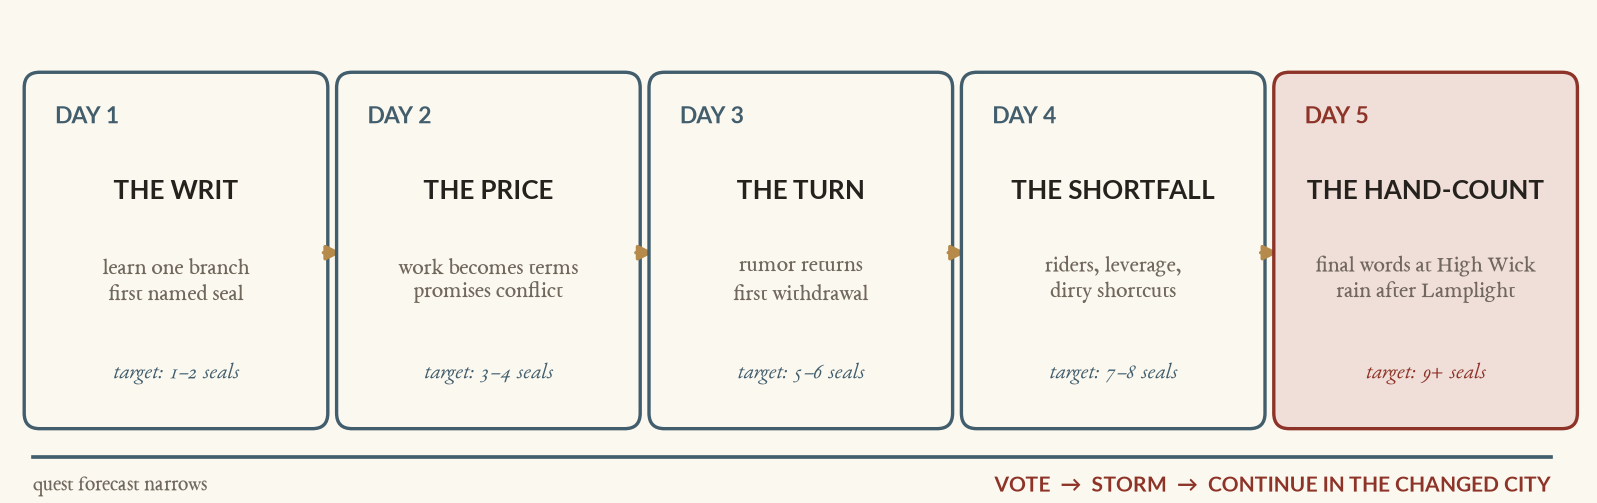 DAY 1
THE WRIT
learn one branch
first named seal
target: 1–2 seals
DAY 2
THE PRICE
work becomes terms
promises conflict
target: 3–4 seals
DAY 3
THE TURN
rumor returns
first withdrawal
target: 5–6 seals
DAY 4
THE SHORTFALL
riders, leverage,
dirty shortcuts
target: 7–8 seals
DAY 5
THE HAND-COUNT
final words at High Wick
rain after Lamplight
target: 9+ seals
quest forecast narrows
VOTE → STORM → CONTINUE IN THE CHANGED CITY